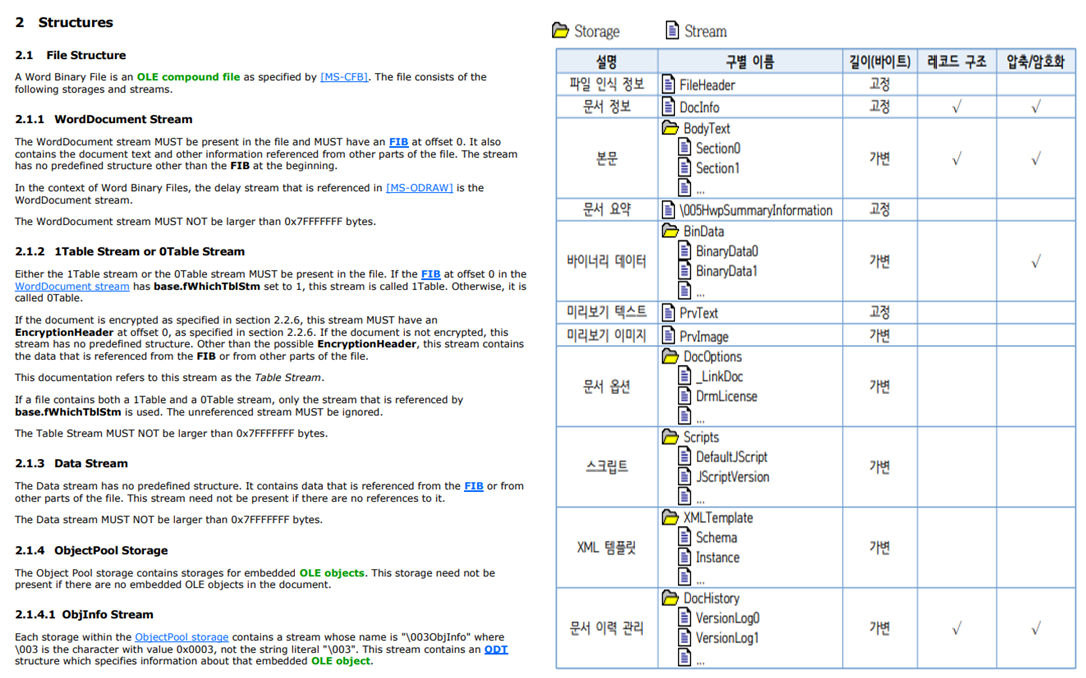 2 Structures
2.1 File Structure
A Word Binary File is an OLE compound file as specified by [MS-CFB]. The file consists of the
following storages and streams.
2.1.1 WordDocument Stream
The WordDocument stream MUST be present in the file and MUST have an FIB at offset 0. It also
contains the document text and other information referenced from other parts of the file. The stream
has no predefined structure other than the FIB at the beginning.
In the context of Word Binary Files, the delay stream that is referenced in [MS-ODRAW] is the
WordDocument stream.
The WordDocument stream MUST NOT be larger than 0x7FFFFFFF bytes.
2.1.2 1Table Stream or 0Table Stream
Either the 1Table stream or the 0Table stream MUST be present in the file. If the FIB at offset 0 in the
WordDocument stream has base.fWhichTblStm set to 1, this stream is called 1Table. Otherwise, it is
called 0Table.
If the document is encrypted as specified in section 2.2.6, this stream MUST have an
EncryptionHeader at offset 0, as specified in section 2.2.6. If the document is not encrypted, this
stream has no predefined structure. Other than the possible EncryptionHeader, this stream contains
the data that is referenced from the FIB or from other parts of the file.
This documentation refers to this stream as the Table Stream.
If a file contains both a 1Table and a 0Table stream, only the stream that is referenced by
base.fWhichTblStm is used. The unreferenced stream MUST be ignored.
The Table Stream MUST NOT be larger than 0x7FFFFFFF bytes.
2.1.3 Data Stream
The Data stream has no predefined structure. It contains data that is referenced from the FIB or from
other parts of the file. This stream need not be present if there are no references to it.
The Data stream MUST NOT be larger than 0x7FFFFFFF bytes.
2.1.4 ObjectPool Storage
The Object Pool storage contains storages for embedded OLE objects. This storage need not be
present if there are no embedded OLE objects in the document.
2.1.4.1 ObjInfo Stream
Each storage within the ObjectPool storage contains a stream whose name is "\003ObjInfo" where
\003 is the character with value 0x0003, not the string literal "\003". This stream contains an ODT
structure which specifies information about that embedded OLE object.
Storage Stream
설명 구별 이름 길이(바이트) 레코드 구조 압축/암호화
파일 인식 정보 FileHeader 고정
문서 정보 DocInfo 고정 √ √
BodyText
Section0
본문 가변 √ √
Section1
...
문서 요약 \005HwpSummaryInformation 고정
BinData
BinaryData0
바이너리 데이터 가변 √
BinaryData1
...
미리보기 텍스트 PrvText 고정
미리보기 이미지 PrvImage 가변
DocOptions
_LinkDoc
문서 옵션 가변
DrmLicense
...
Scripts
DefaultJScript
스크립트 가변
JScriptVersion
...
XMLTemplate
Schema
XML 템플릿 가변
Instance
...
DocHistory
VersionLog0
문서 이력 관리 가변 √ √
VersionLog1
...